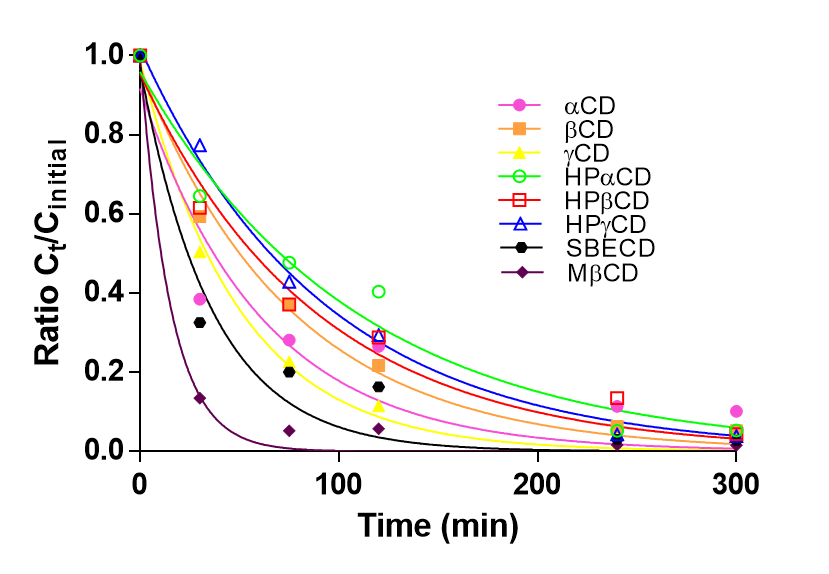 Ratio Cₜ/Cᵢₙᵢₜᵢₐₗ
1.0
0.8
0.6
0.4
0.2
0.0
0 100 200 300
Time (min)
αCD
βCD
γCD
HPαCD
HPβCD
HPγCD
SBECD
MβCD